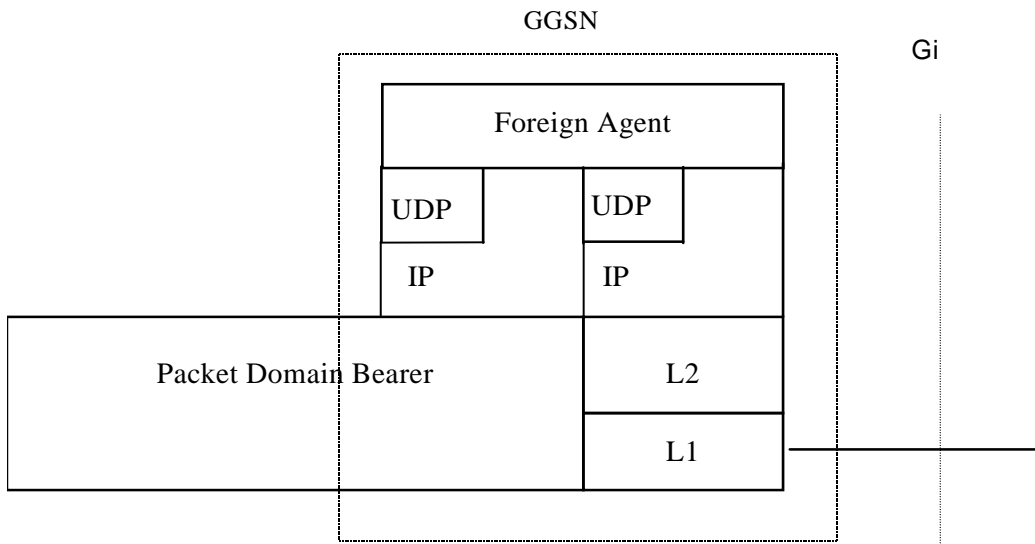 GGSN
Gi
Foreign Agent
UDP
UDP
IP
IP
Packet Domain Bearer
L2
L1